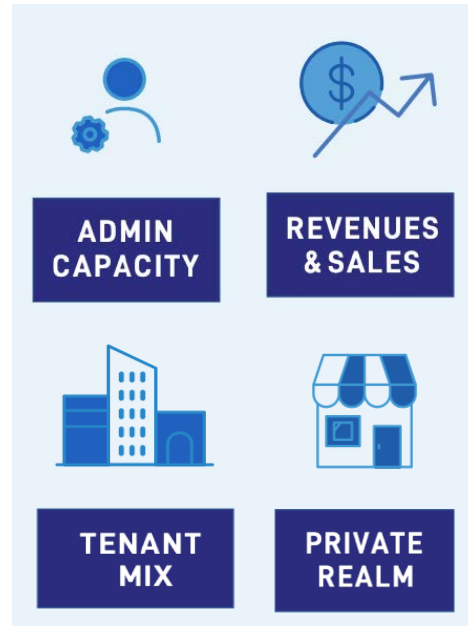 $
ADMIN
CAPACITY
REVENUES
& SALES
TENANT
MIX
PRIVATE
REALM